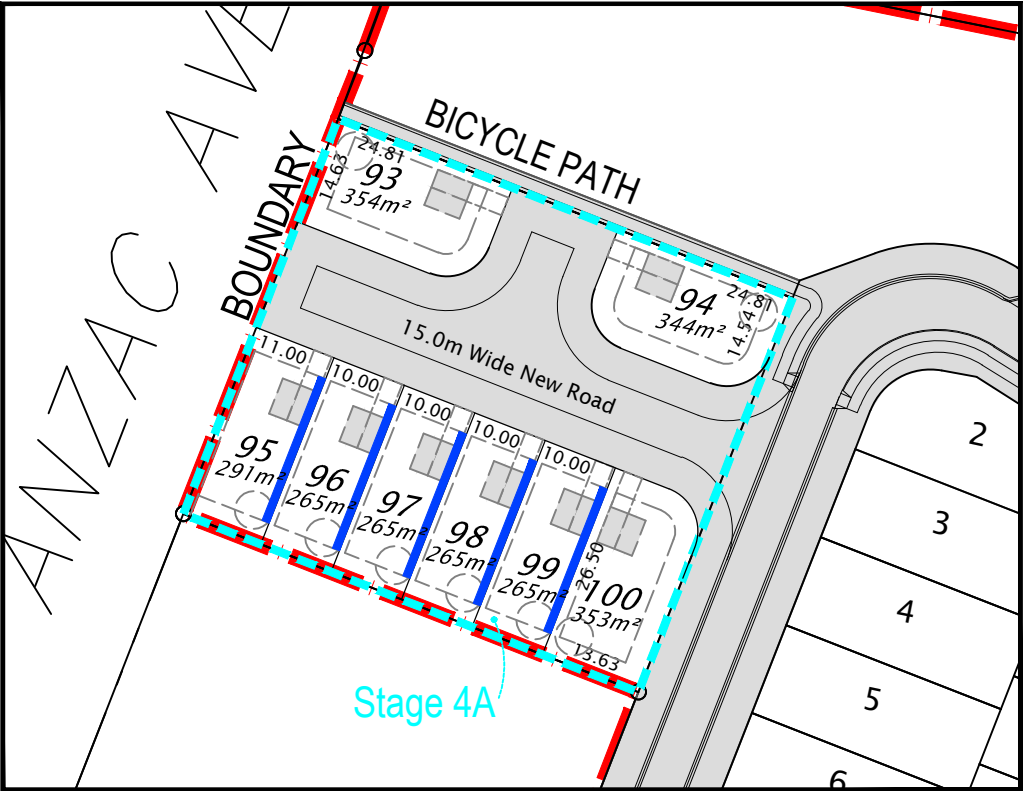 ANZAC AVE
BOUNDARY
BICYCLE PATH
24.81
14.63
93
354m²
24.81
14.54
94
344m²
15.0m Wide New Road
11.00
10.00
10.00
10.00
10.00
95
291m²
96
265m²
97
265m²
98
265m²
99
265m²
26.50
100
353m²
13.63
Stage 4A
2
3
4
5
6